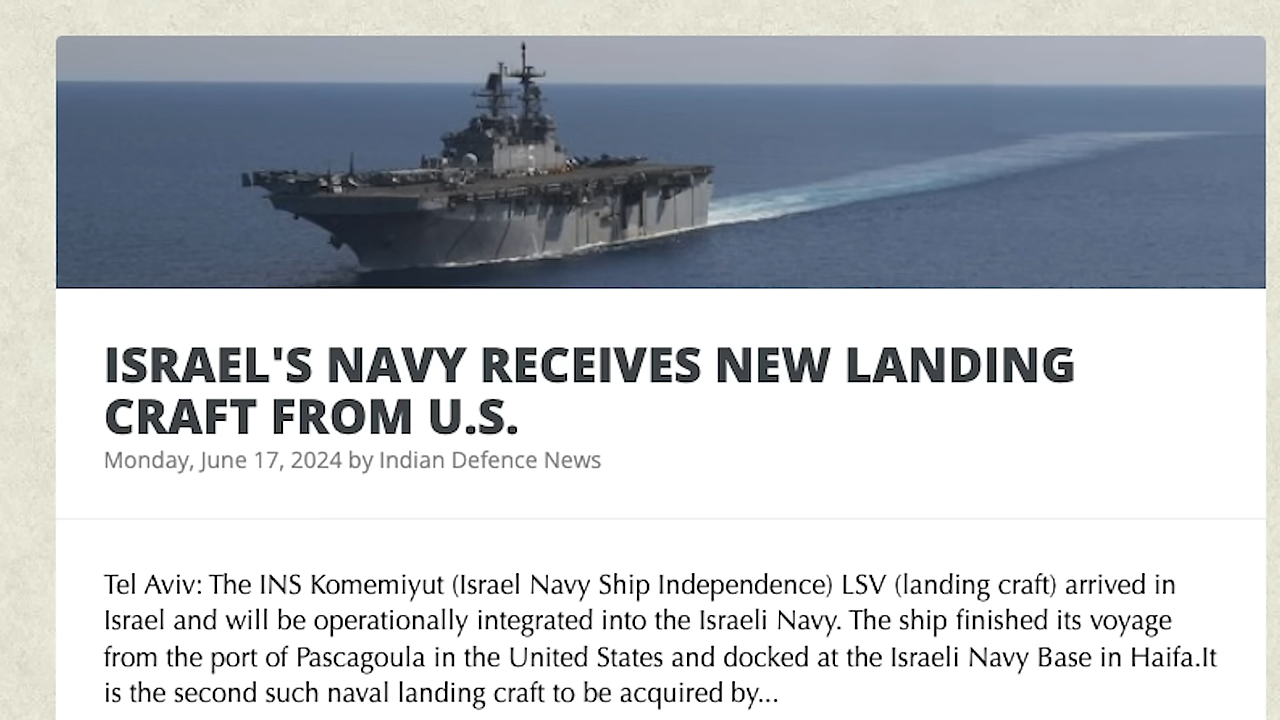 ISRAEL'S NAVY RECEIVES NEW LANDING
CRAFT FROM U.S.
Monday, June 17, 2024 by Indian Defence News
Tel Aviv: The INS Komemiyut (Israel Navy Ship Independence) LSV (landing craft) arrived in
Israel and will be operationally integrated into the Israeli Navy. The ship finished its voyage
from the port of Pascagoula in the United States and docked at the Israeli Navy Base in Haifa.It
is the second such naval landing craft to be acquired by...